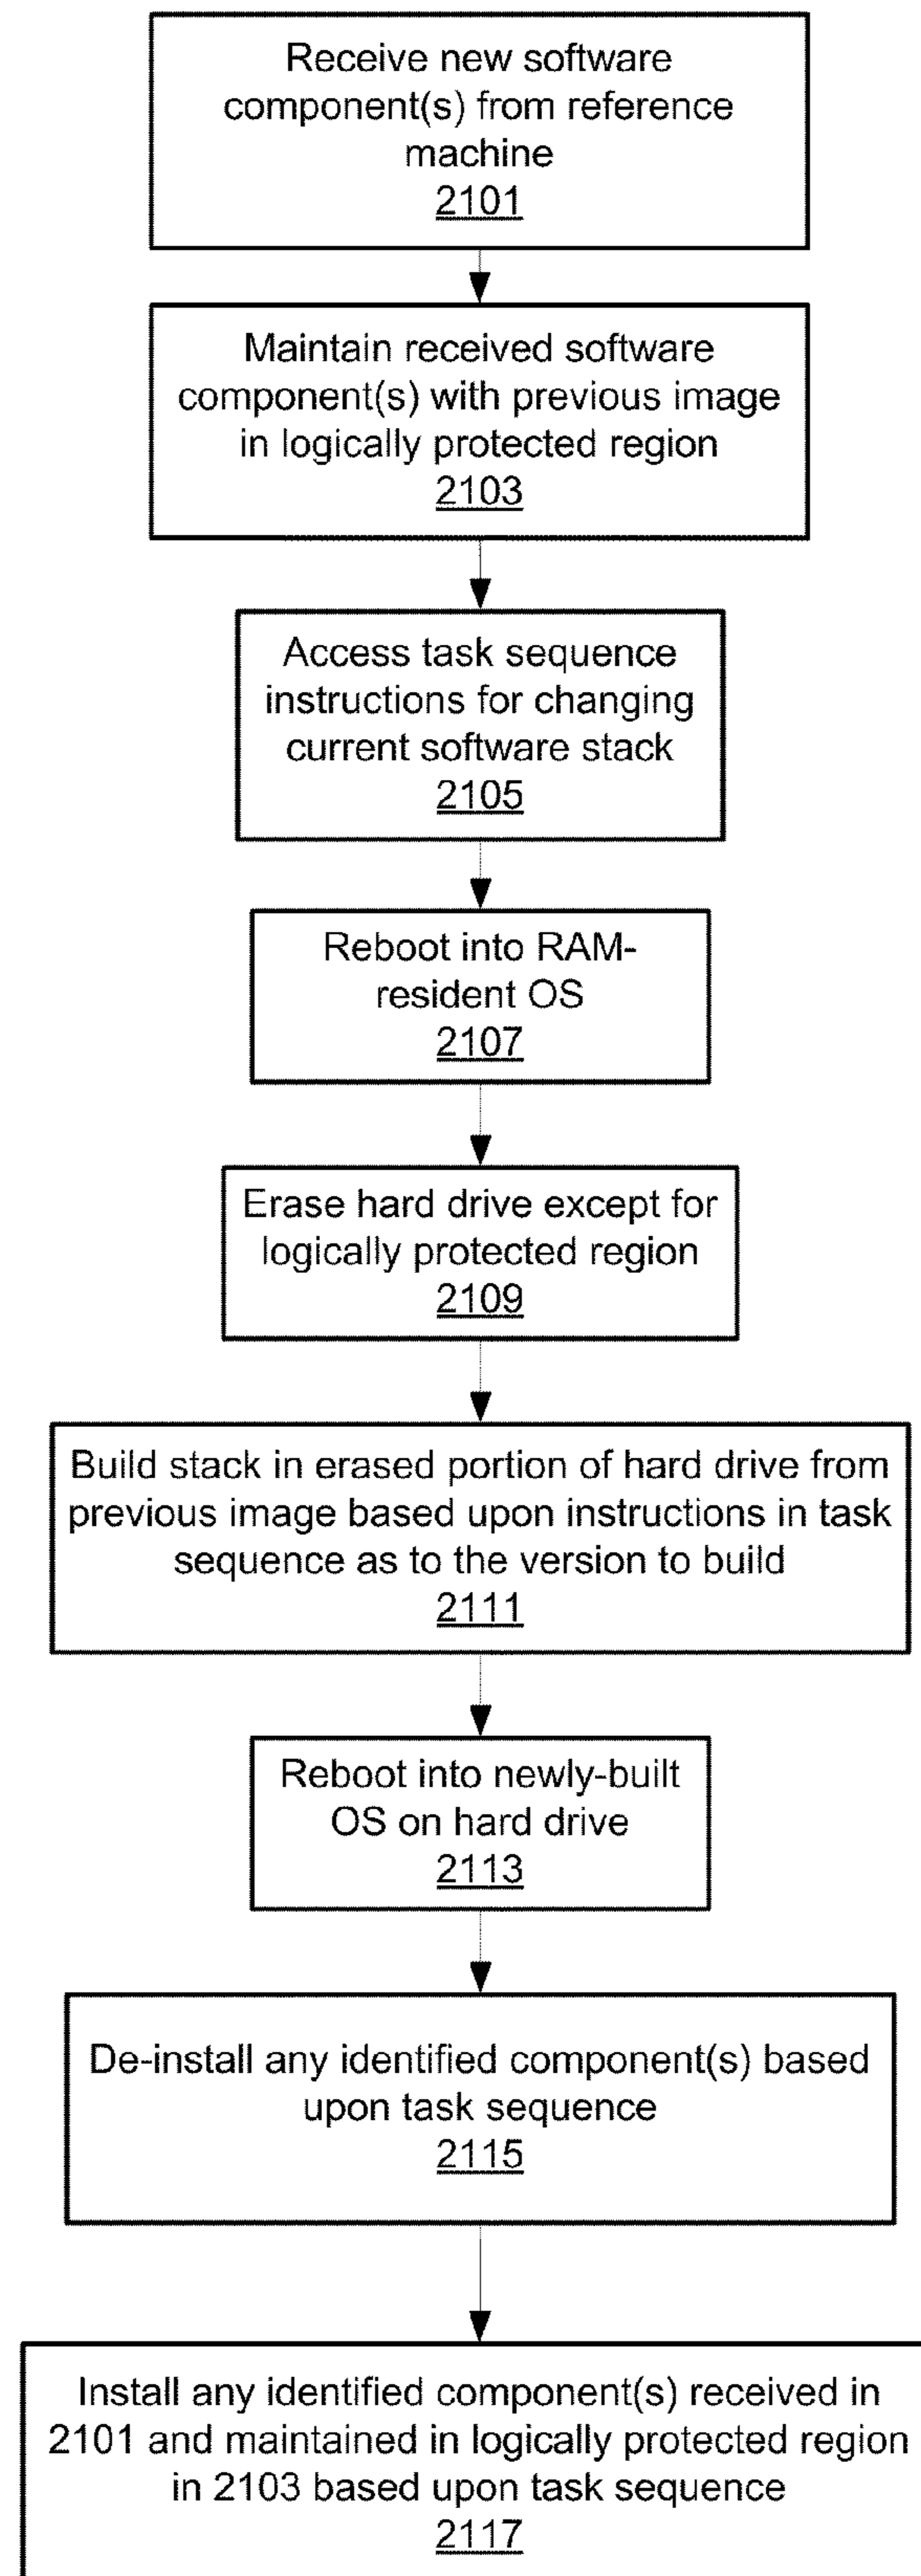 Receive new software
component(s) from reference
machine
2101
Maintain received software
component(s) with previous image
in logically protected region
2103
Access task sequence
instructions for changing
current software stack
2105
Reboot into RAM-
resident OS
2107
Erase hard drive except for
logically protected region
2109
Build stack in erased portion of hard drive from
previous image based upon instructions in task
sequence as to the version to build
2111
Reboot into newly-built
OS on hard drive
2113
De-install any identified component(s) based
upon task sequence
2115
Install any identified component(s) received in
2101 and maintained in logically protected region
in 2103 based upon task sequence
2117